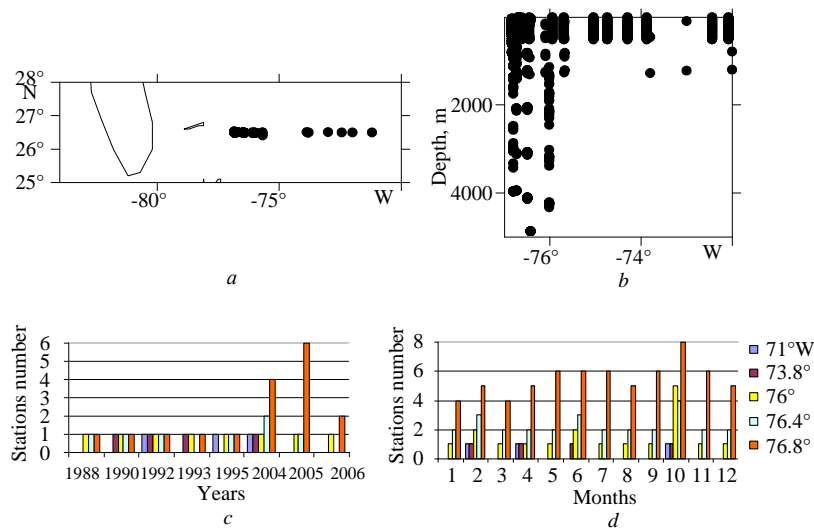 28°
N
27°
26°
25°
-80°
-75°
W
a
Depth, m
2000
4000
-76°
-74°
W
b
Stations number
6
5
4
3
2
1
0
1988 1990 1992 1993 1995 2004 2005 2006
Years
c
Stations number
8
6
4
2
0
1 2 3 4 5 6 7 8 9 10 11 12
Months
d
71°W
73.8°
76°
76.4°
76.8°